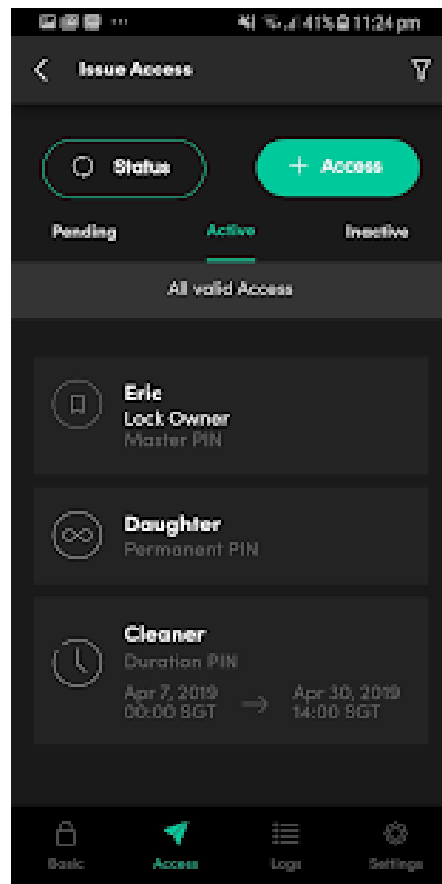 41% 11:24 pm
Issue Access
Status
+ Access
Pending Active Inactive
All valid Access
Eric
Lock Owner
Master PIN
Daughter
Permanent PIN
Cleaner
Duration PIN
Apr 7, 2019 → Apr 30, 2019
00:00 SGT 14:00 SGT
Basic Access Logs Settings